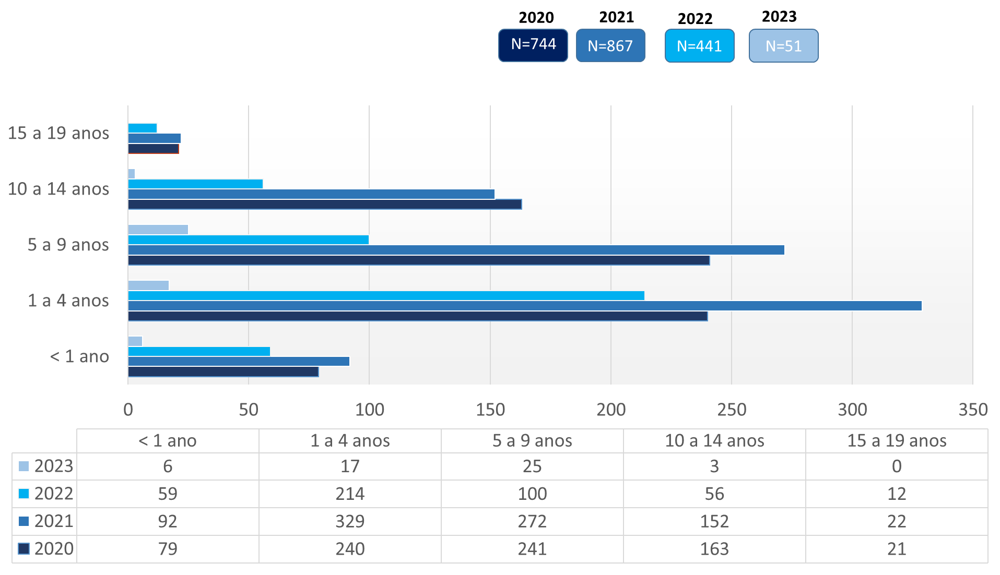 2020 2021 2022 2023
N=744 N=867 N=441 N=51
15 a 19 anos
10 a 14 anos
5 a 9 anos
1 a 4 anos
< 1 ano
0 50 100 150 200 250 300 350
< 1 ano 1 a 4 anos 5 a 9 anos 10 a 14 anos 15 a 19 anos
2023 6 17 25 3 0
2022 59 214 100 56 12
2021 92 329 272 152 22
2020 79 240 241 163 21